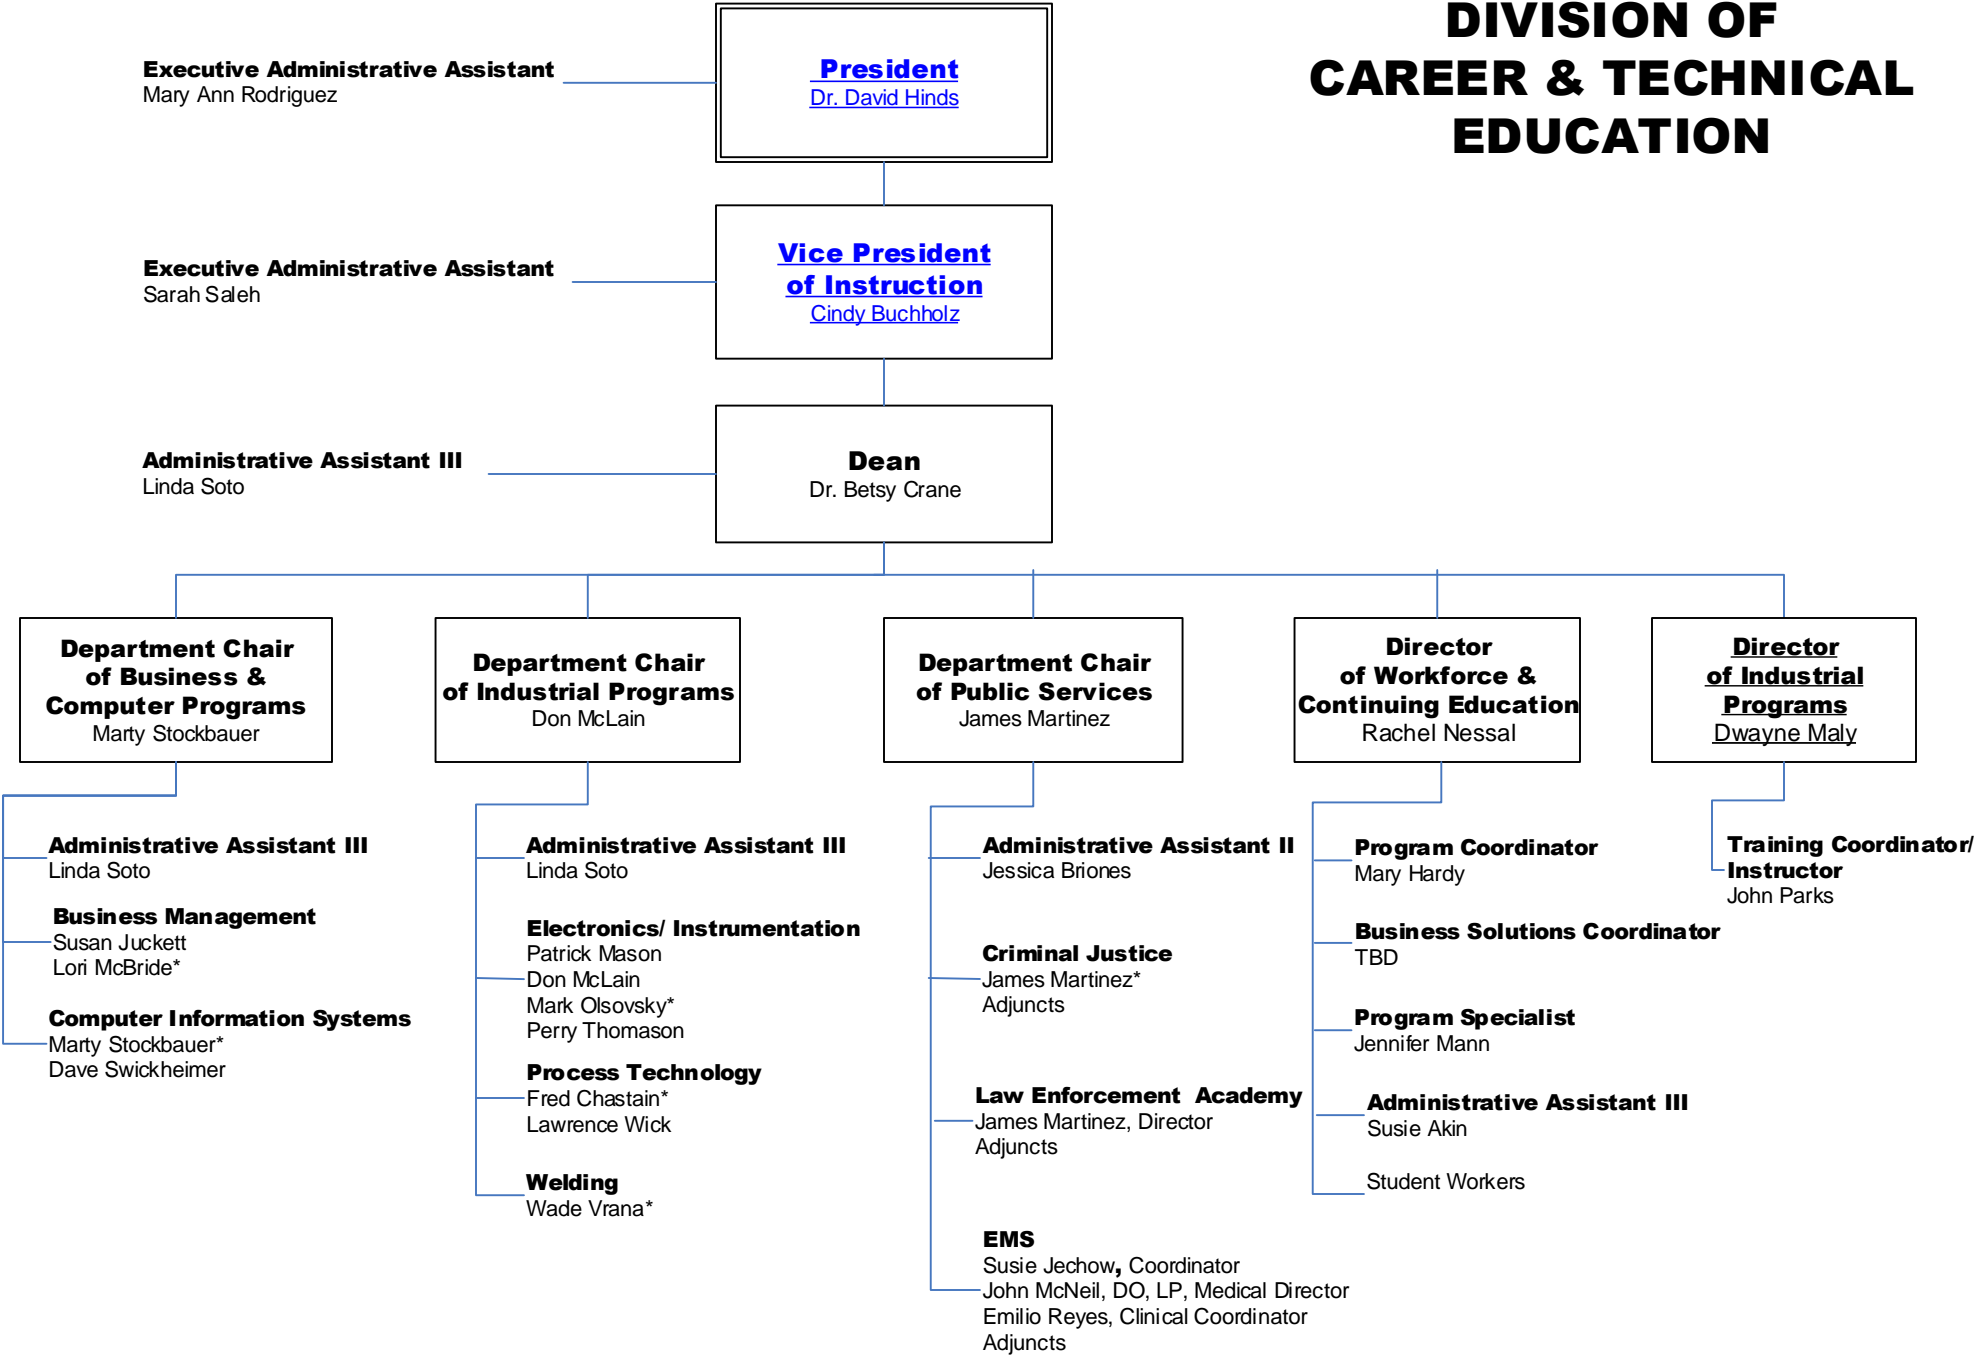 DIVISION OF
CAREER & TECHNICAL
EDUCATION
Executive Administrative Assistant
Mary Ann Rodriguez
President
Dr. David Hinds
Executive Administrative Assistant
Sarah Saleh
Vice President
of Instruction
Cindy Buchholz
Administrative Assistant III
Linda Soto
Dean
Dr. Betsy Crane
Department Chair
of Business &
Computer Programs
Marty Stockbauer
Department Chair
of Industrial Programs
Don McLain
Department Chair
of Public Services
James Martinez
Director
of Workforce &
Continuing Education
Rachel Nessal
Director
of Industrial
Programs
Dwayne Maly
Administrative Assistant III
Linda Soto
Business Management
Susan Juckett
Lori McBride*
Computer Information Systems
Marty Stockbauer*
Dave Swickheimer
Administrative Assistant III
Linda Soto
Electronics/ Instrumentation
Patrick Mason
Don McLain
Mark Olsovsky*
Perry Thomason
Process Technology
Fred Chastain*
Lawrence Wick
Welding
Wade Vrana*
Administrative Assistant II
Jessica Briones
Criminal Justice
James Martinez*
Adjuncts
Law Enforcement Academy
James Martinez, Director
Adjuncts
EMS
Susie Jechow, Coordinator
John McNeil, DO, LP, Medical Director
Emilio Reyes, Clinical Coordinator
Adjuncts
Program Coordinator
Mary Hardy
Business Solutions Coordinator
TBD
Program Specialist
Jennifer Mann
Administrative Assistant III
Susie Akin
Student Workers
Training Coordinator/
Instructor
John Parks